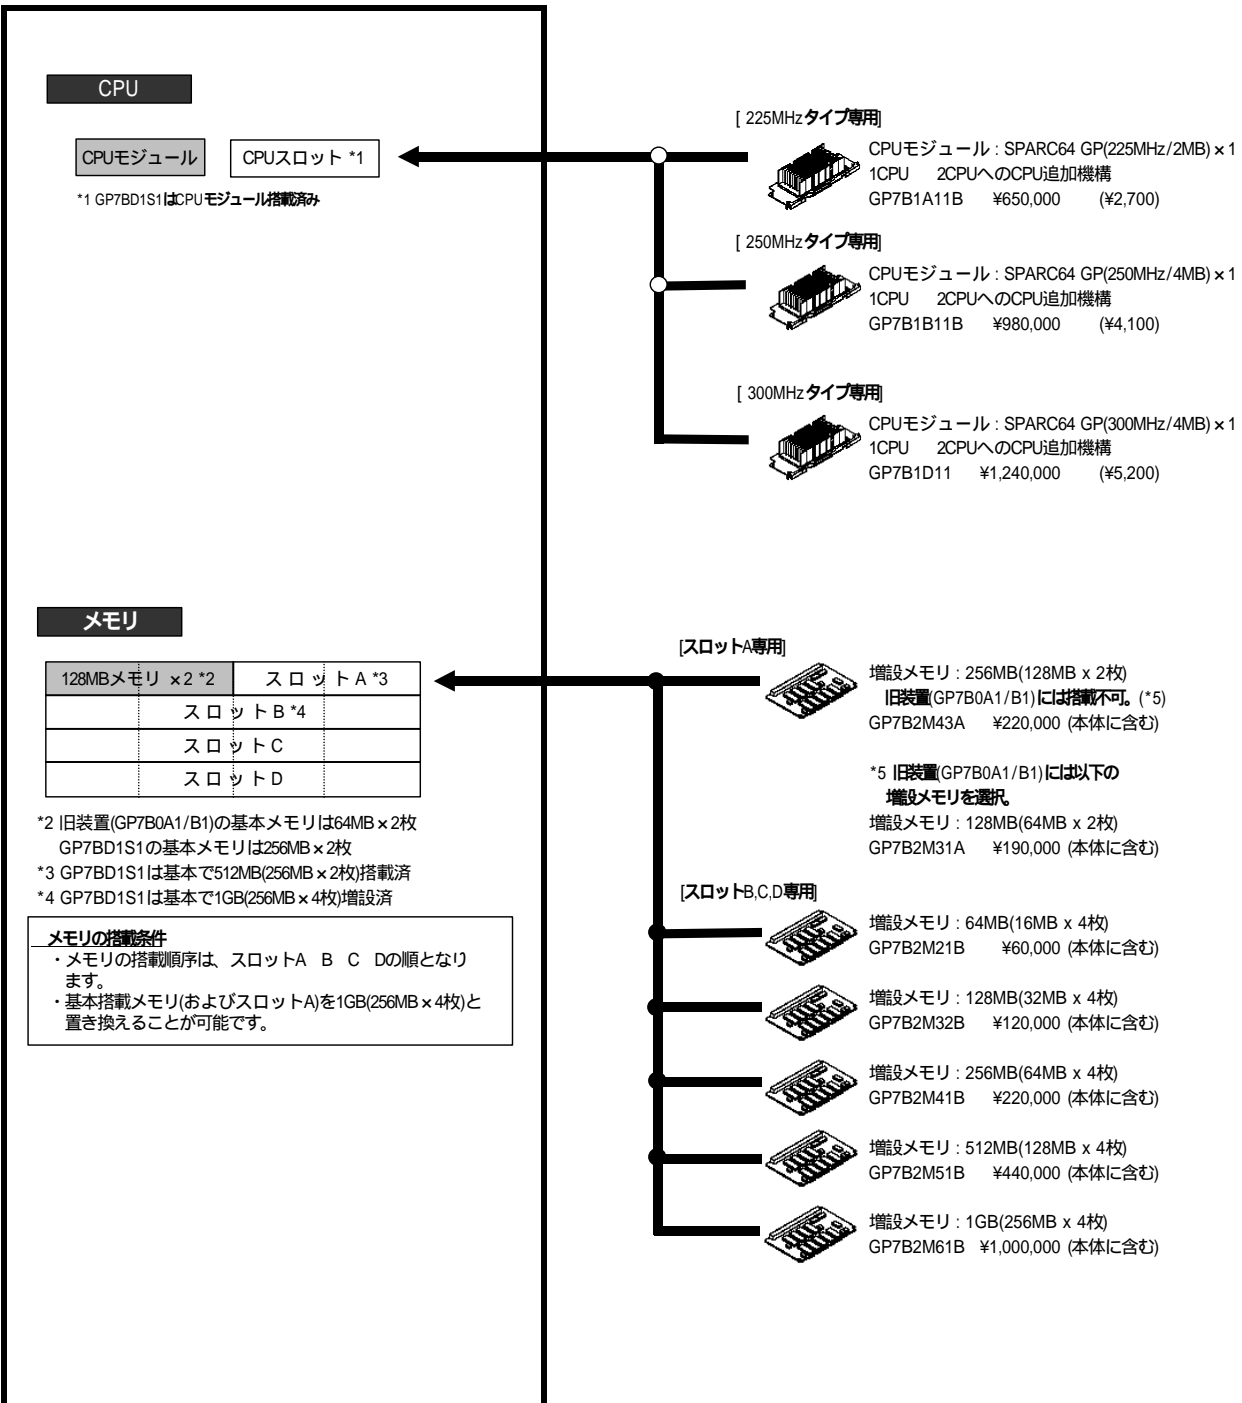 CPU
CPUモジュール
CPUスロット *1
*1 GP7BD1S1はCPUモジュール搭載済み
[ 225MHzタイプ専用]
CPUモジュール : SPARC64 GP(225MHz/2MB) × 1
1CPU 2CPUへのCPU追加機構
GP7B1A11B ¥650,000 (¥2,700)
[ 250MHzタイプ専用]
CPUモジュール : SPARC64 GP(250MHz/4MB) × 1
1CPU 2CPUへのCPU追加機構
GP7B1B11B ¥980,000 (¥4,100)
[ 300MHzタイプ専用]
CPUモジュール : SPARC64 GP(300MHz/4MB) × 1
1CPU 2CPUへのCPU追加機構
GP7B1D11 ¥1,240,000 (¥5,200)
メモリ
128MBメモリ ×2 *2
スロットA *3
スロットB *4
スロットC
スロットD
*2 旧装置(GP7B0A1/B1)の基本メモリは64MB×2枚
GP7BD1S1の基本メモリは256MB×2枚
*3 GP7BD1S1は基本で512MB(256MB×2枚)搭載済
*4 GP7BD1S1は基本で1GB(256MB×4枚)増設済
メモリの搭載条件
・メモリの搭載順序は、スロットA B C Dの順となり
ます。
・基本搭載メモリ(およびスロットA)を1GB(256MB×4枚)と
置き換えることが可能です。
[スロットA専用]
増設メモリ : 256MB(128MB x 2枚)
旧装置(GP7B0A1/B1)には搭載不可。(*5)
GP7B2M43A ¥220,000 (本体に含む)
*5 旧装置(GP7B0A1/B1)には以下の
増設メモリを選択。
増設メモリ : 128MB(64MB x 2枚)
GP7B2M31A ¥190,000 (本体に含む)
[スロットB,C,D専用]
増設メモリ : 64MB(16MB x 4枚)
GP7B2M21B ¥60,000 (本体に含む)
増設メモリ : 128MB(32MB x 4枚)
GP7B2M32B ¥120,000 (本体に含む)
増設メモリ : 256MB(64MB x 4枚)
GP7B2M41B ¥220,000 (本体に含む)
増設メモリ : 512MB(128MB x 4枚)
GP7B2M51B ¥440,000 (本体に含む)
増設メモリ : 1GB(256MB x 4枚)
GP7B2M61B ¥1,000,000 (本体に含む)